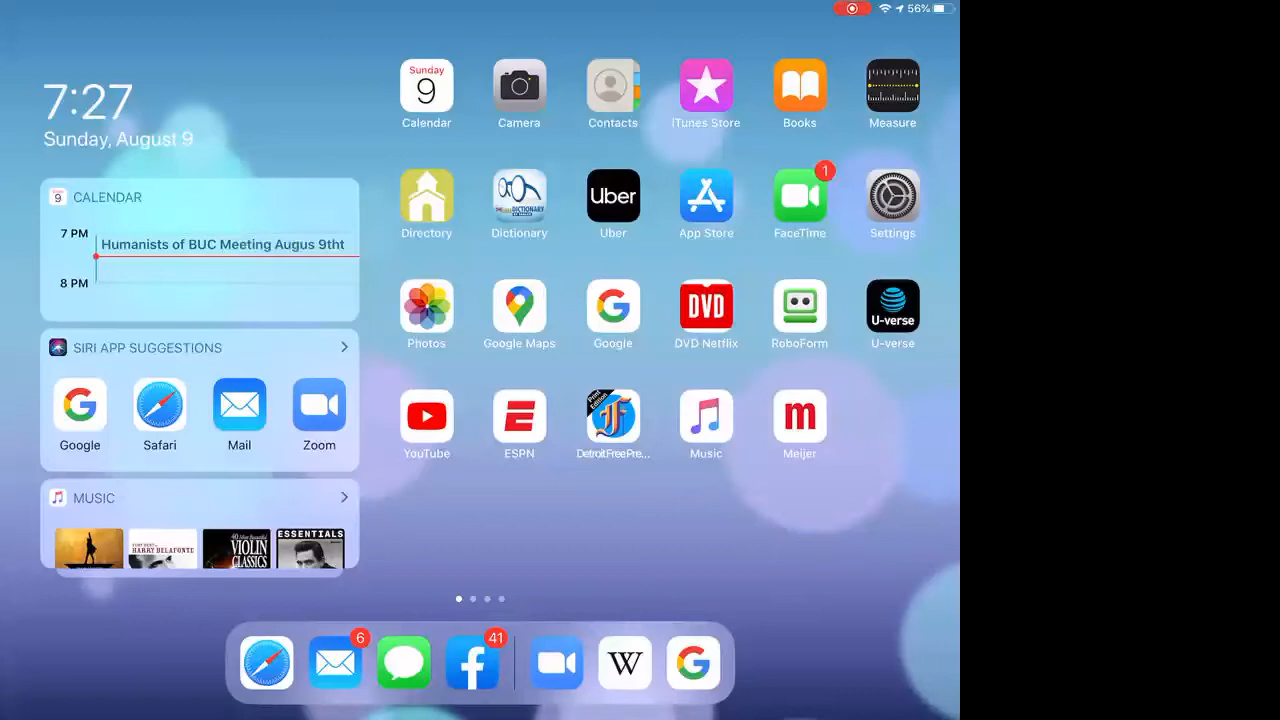 56%
7:27
Sunday, August 9
9 CALENDAR
7 PM
Humanists of BUC Meeting Augus 9tht
8 PM
SIRI APP SUGGESTIONS
Google Safari Mail Zoom
MUSIC
HARRY BELAFONTE
VIOLIN CLASSICS
ESSENTIALS
Sunday
9
Calendar Camera Contacts iTunes Store Books Measure
DICTIONARY
Uber
1
Directory Dictionary Uber App Store FaceTime Settings
DVD
U-verse
Photos Google Maps Google DVD Netflix RoboForm U-verse
Print Edition
m
YouTube ESPN DetroitFreePre... Music Meijer
6
41
f
W
G